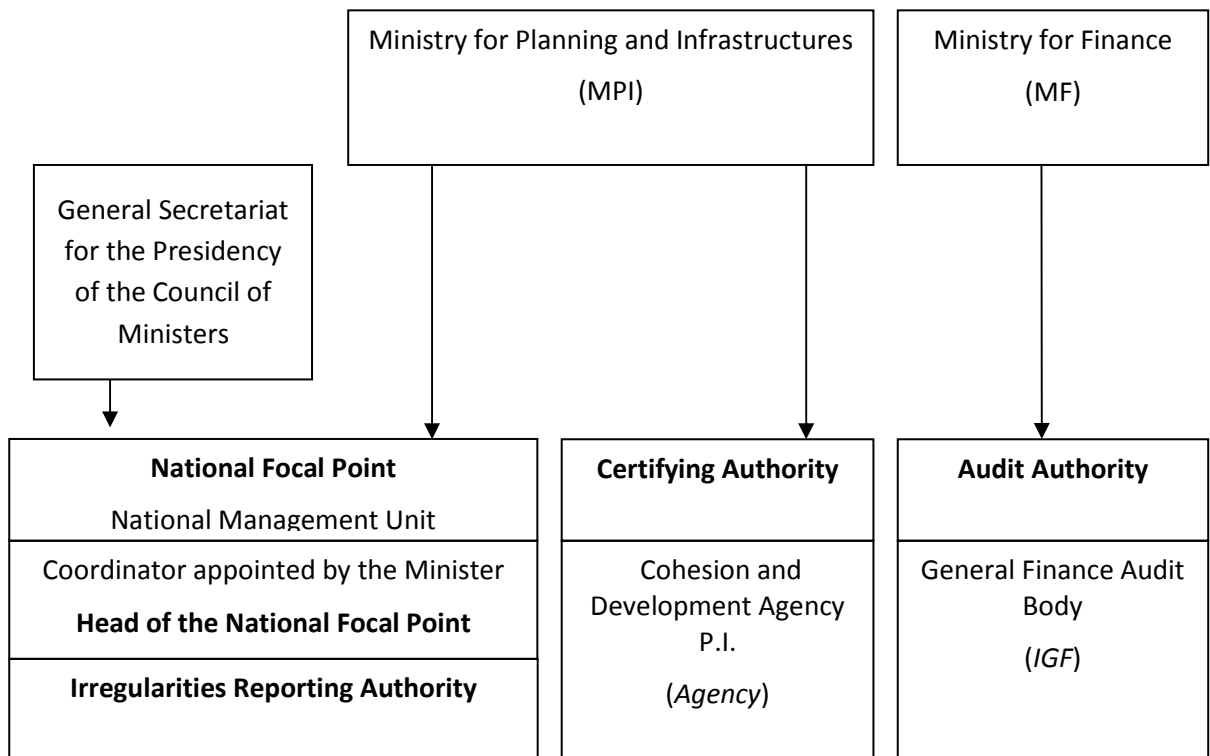 Ministry for Planning and Infrastructures
(MPI)
Ministry for Finance
(MF)
General Secretariat
for the Presidency
of the Council of
Ministers
National Focal Point
National Management Unit
Coordinator appointed by the Minister
Head of the National Focal Point
Irregularities Reporting Authority
Certifying Authority
Cohesion and
Development Agency
P.I.
(Agency)
Audit Authority
General Finance Audit
Body
(IGF)